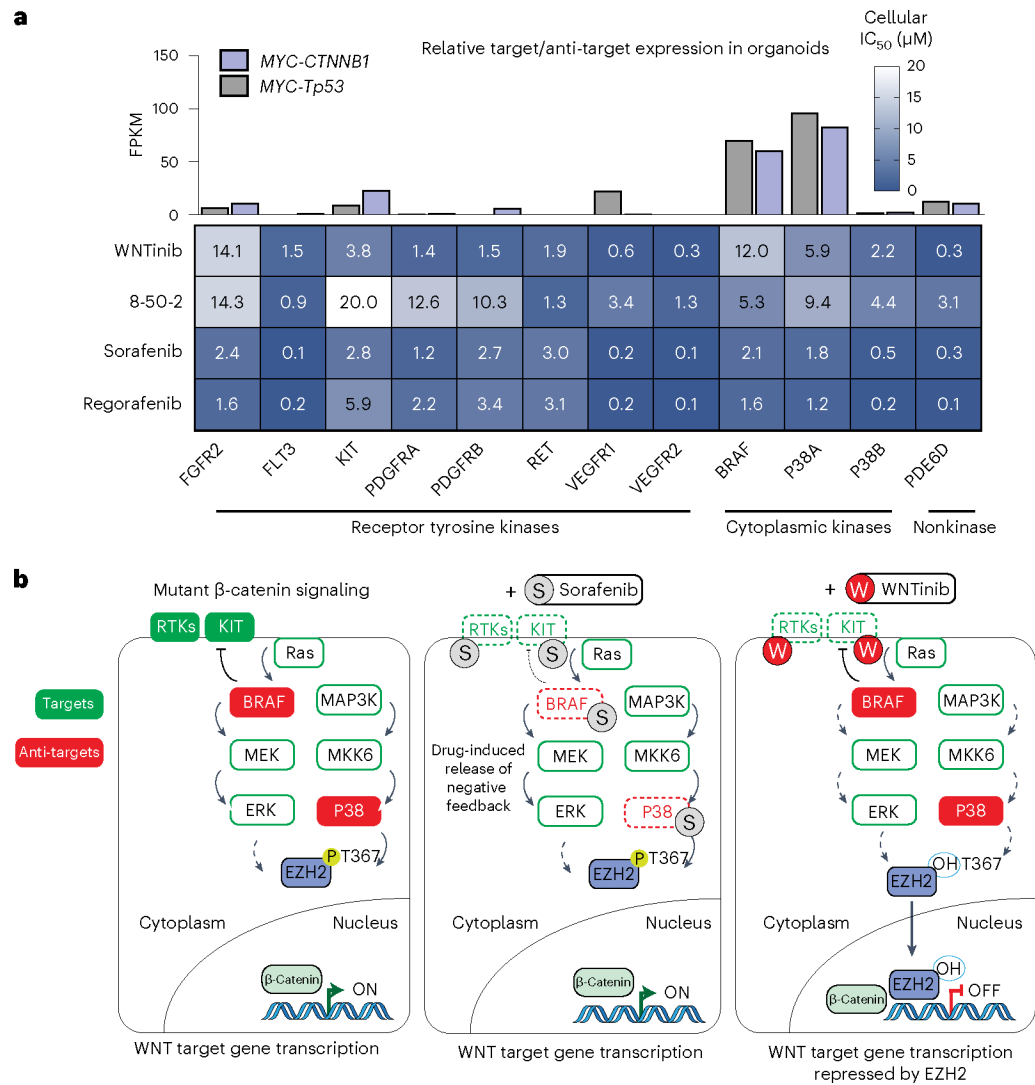 a
Relative target/anti-target expression in organoids
Cellular
IC50 (µM)
MYC-CTNNB1
MYC-Tp53
FPKM
150
100
50
0
20
15
10
5
0
WNTinib 14.1 1.5 3.8 1.4 1.5 1.9 0.6 0.3 12.0 5.9 2.2 0.3
8-50-2 14.3 0.9 20.0 12.6 10.3 1.3 3.4 1.3 5.3 9.4 4.4 3.1
Sorafenib 2.4 0.1 2.8 1.2 2.7 3.0 0.2 0.1 2.1 1.8 0.5 0.3
Regorafenib 1.6 0.2 5.9 2.2 3.4 3.1 0.2 0.1 1.6 1.2 0.2 0.1
FGFR2 FLT3 KIT PDGFRA PDGFRB RET VEGFR1 VEGFR2 BRAF P38A P38B PDE6D
Receptor tyrosine kinases Cytoplasmic kinases Nonkinase
b
Targets
Anti-targets
Mutant β-catenin signaling
RTKs KIT
Ras
BRAF MAP3K
MEK MKK6
ERK P38
P T367
EZH2
Cytoplasm Nucleus
β-Catenin
ON
WNT target gene transcription
+ S Sorafenib
RTKs KIT
S S Ras
BRAF MAP3K
S
Drug-induced
release of
negative
feedback
MEK MKK6
ERK P38
S
P T367
EZH2
Cytoplasm Nucleus
β-Catenin
ON
WNT target gene transcription
+ W WNTinib
RTKs KIT
W W Ras
BRAF MAP3K
MEK MKK6
ERK P38
OH T367
EZH2
Cytoplasm Nucleus
OH
EZH2
β-Catenin
OFF
WNT target gene transcription
repressed by EZH2